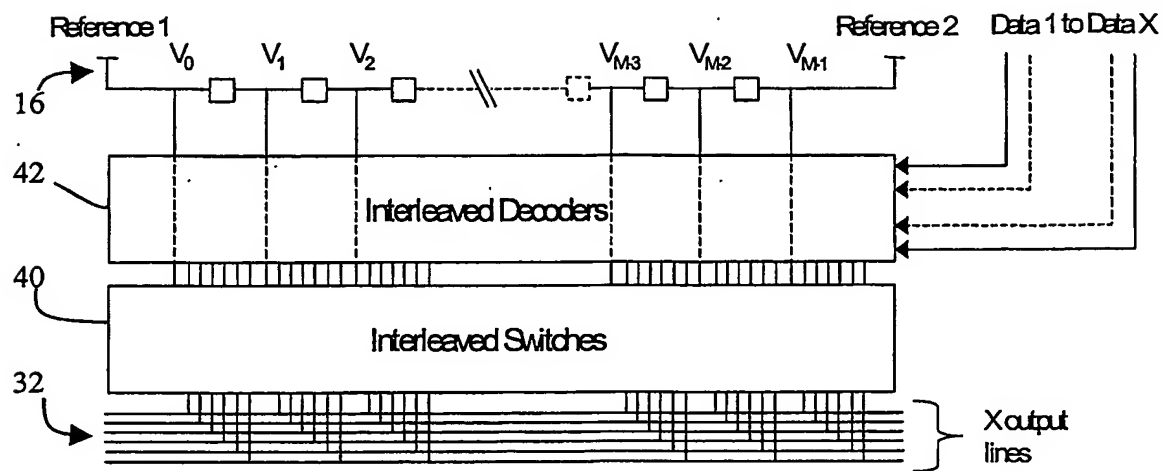 Reference 1
Reference 2
Data 1 to Data X
V0
V1
V2
VM-3
VM-2
VM-1
16
42
Interleaved Decoders
40
Interleaved Switches
32
X output
lines